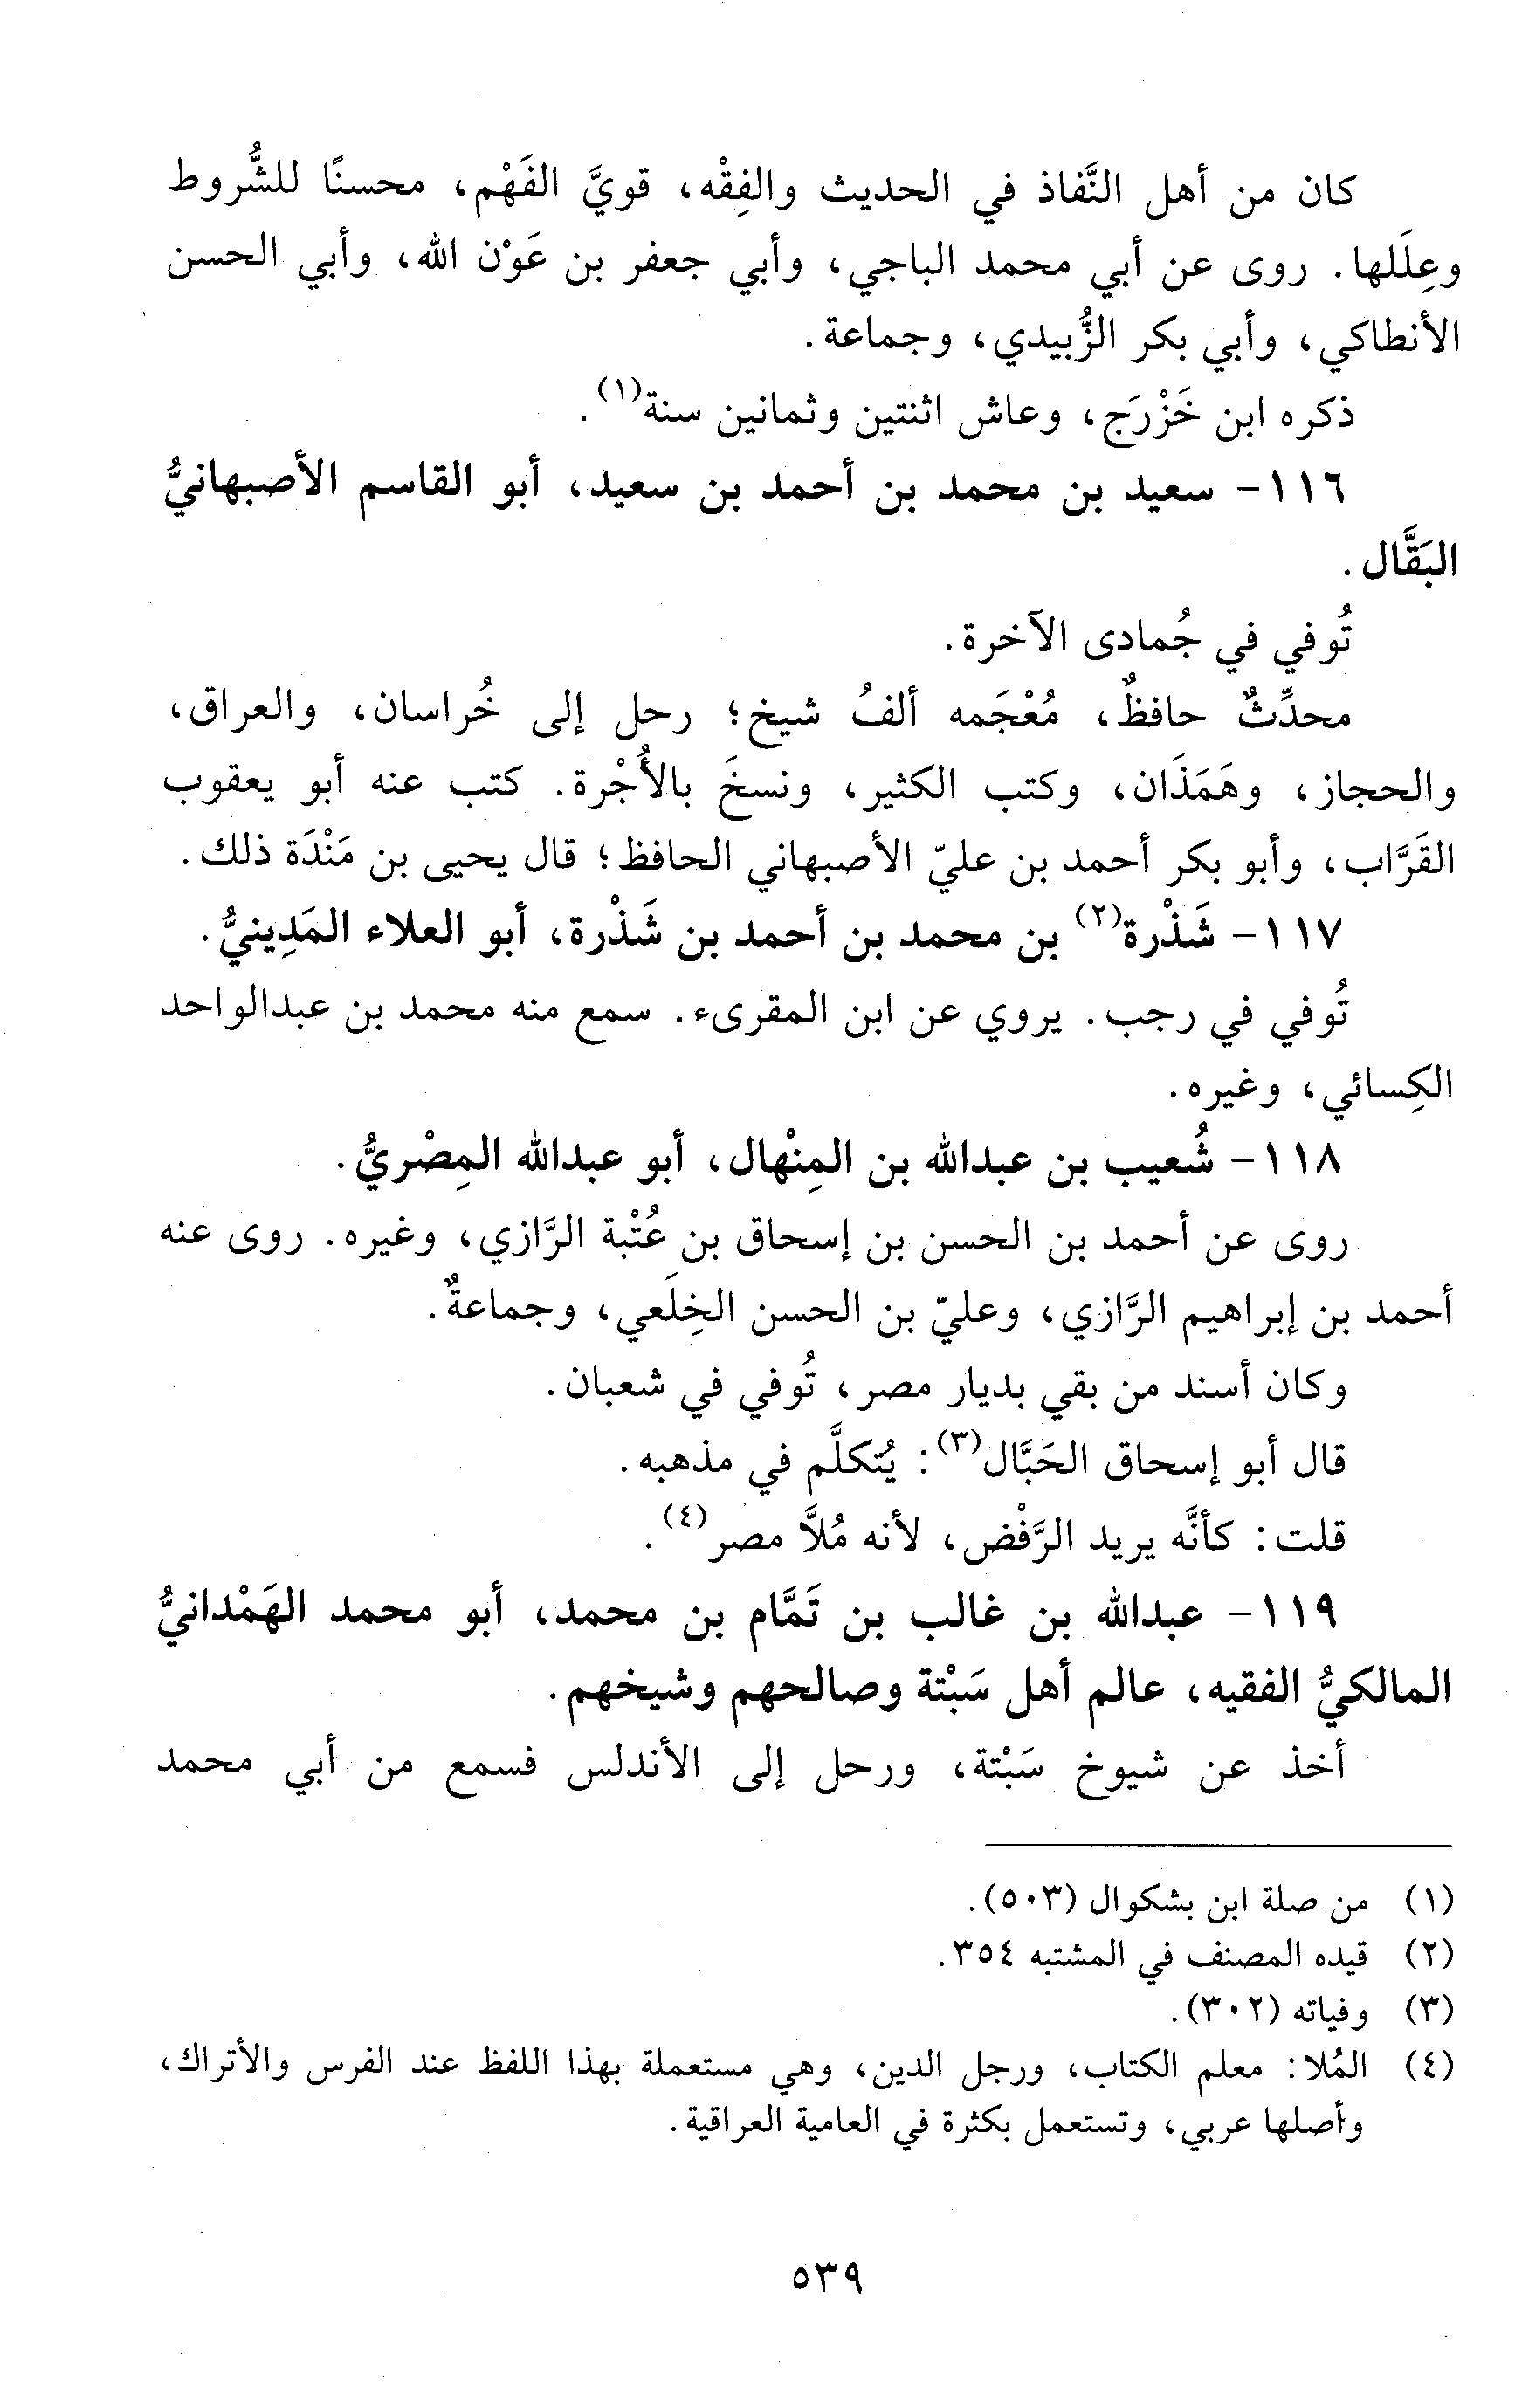 كان من أهل النَّفاذ في الحديث والفِقْه، قويَّ الفَهْم، محسنًا للشُّروط
وعِلَلها. روى عن أبي محمد الباجي، وأبي جعفر بن عَوْن الله، وأبي الحسن
الأنطاكي، وأبي بكر الزُّبيدي، وجماعة.
ذكره ابن خَزْرَج، وعاش اثنتين وثمانين سنة(١).
١١٦- سعيد بن محمد بن أحمد بن سعيد، أبو القاسم الأصبهانيُّ
البَقَّال.
تُوفي في جُمادى الآخرة.
محدِّثٌ حافظٌ، مُعْجَمه ألفُ شيخ؛ رحل إلى خُراسان، والعراق،
والحجاز، وهَمَذَان، وكتب الكثير، ونسخَ بالأُجْرة. كتب عنه أبو يعقوب
القَرَّاب، وأبو بكر أحمد بن عليّ الأصبهاني الحافظ؛ قال يحيى بن مَنْدَة ذلك.
١١٧- شَذْرة(٢) بن محمد بن أحمد بن شَذْرة، أبو العلاء المَدِينيُّ.
تُوفي في رجب. يروي عن ابن المقرىء. سمع منه محمد بن عبدالواحد
الكِسائي، وغيره.
١١٨- شُعيب بن عبدالله بن المِنْهال، أبو عبدالله المِصْريُّ.
روى عن أحمد بن الحسن بن إسحاق بن عُتْبة الرَّازي، وغيره. روى عنه
أحمد بن إبراهيم الرَّازي، وعليّ بن الحسن الخِلَعي، وجماعةٌ.
وكان أسند من بقي بديار مصر، تُوفي في شعبان.
قال أبو إسحاق الحَبَّال(٣): يُتكلَّم في مذهبه.
قلت: كأنَّه يريد الرَّفْض، لأنه مُلاَّ مصر(٤).
١١٩- عبدالله بن غالب بن تَمَّام بن محمد، أبو محمد الهَمْدانيُّ
المالكيُّ الفقيه، عالم أهل سَبْتة وصالحهم وشيخهم.
أخذ عن شيوخ سَبْتة، ورحل إلى الأندلس فسمع من أبي محمد
(١) من صلة ابن بشكوال (٥٠٣).
(٢) قيده المصنف في المشتبه ٣٥٤.
(٣) وفياته (٣٠٢).
(٤) المُلا: معلم الكتاب، ورجل الدين، وهي مستعملة بهذا اللفظ عند الفرس والأتراك،
وأصلها عربي، وتستعمل بكثرة في العامية العراقية.
٥٣٩